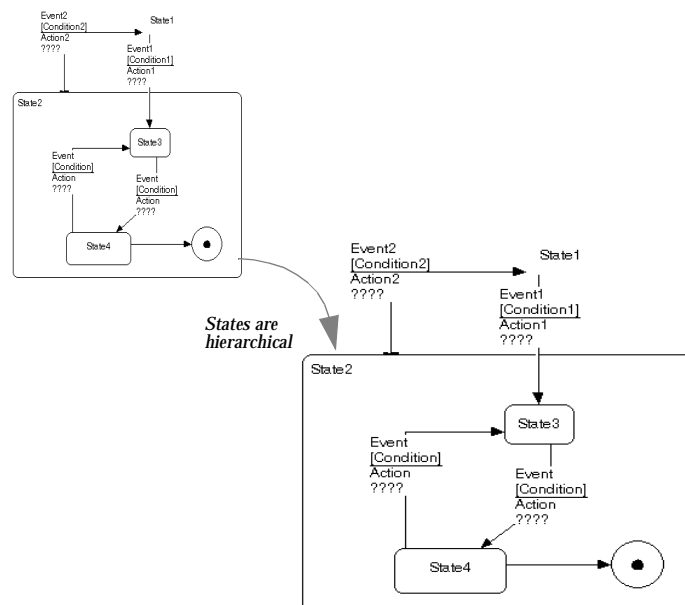 Event2
[Condition2]
Action2
????
State1
Event1
[Condition1]
Action1
????
State2
State3
Event
[Condition]
Action
????
Event
[Condition]
Action
????
State4
States are
hierarchical
Event2
[Condition2]
Action2
????
State1
Event1
[Condition1]
Action1
????
State2
State3
Event
[Condition]
Action
????
Event
[Condition]
Action
????
State4